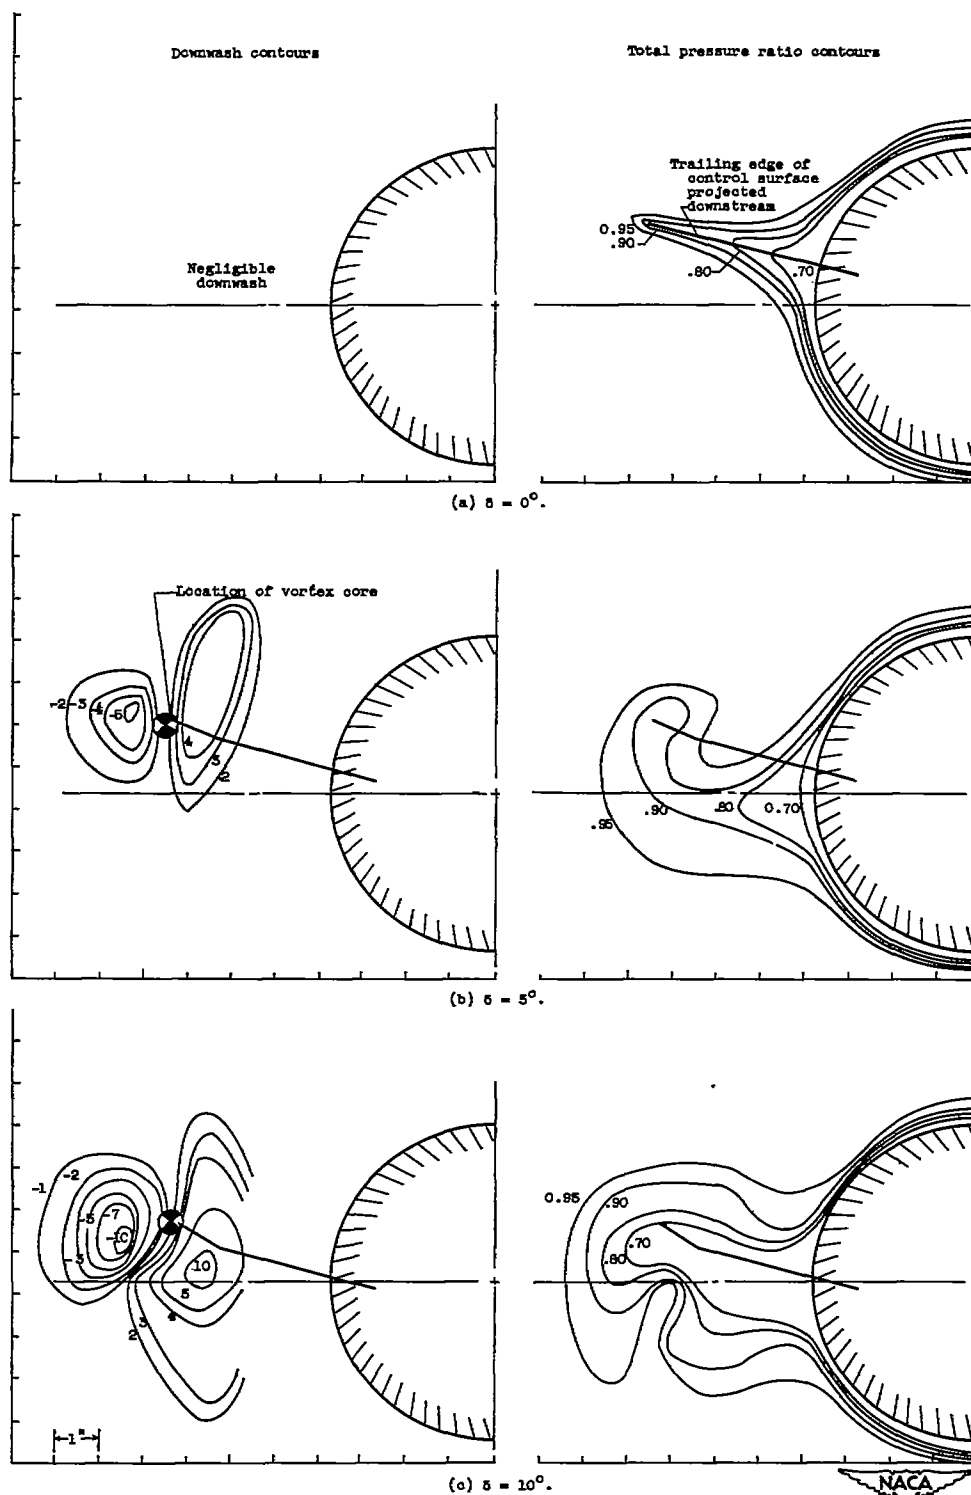 Downwash contours
Total pressure ratio contours
Trailing edge of
control surface
projected
downstream
0.95
.90
.80
.70
Negligible
downwash
(a) δ = 0°.
Location of vortex core
-2
-3
-4
-5
4
3
-2
.95
.90
.80
0.70
(b) δ = 5°.
-1
-2
-5
-7
-10
-3
10
5
4
3
2
0.95
.90
.80
.70
1"
(c) δ = 10°.
NACA